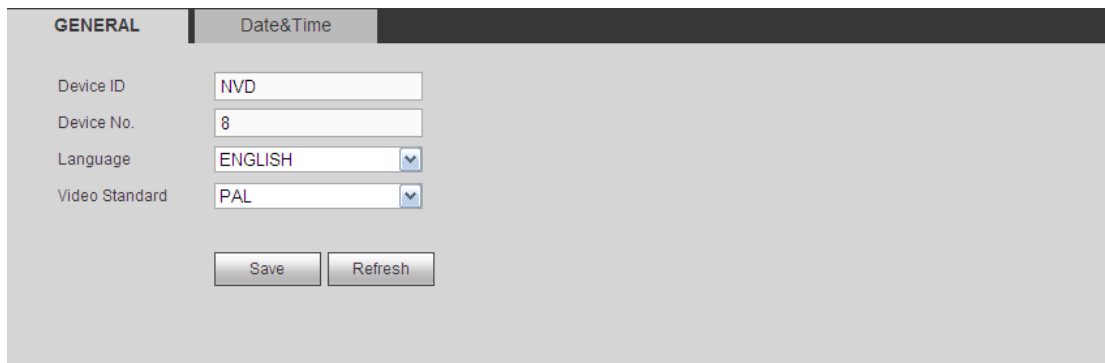 GENERAL Date&Time
Device ID NVD
Device No. 8
Language ENGLISH
Video Standard PAL
Save Refresh